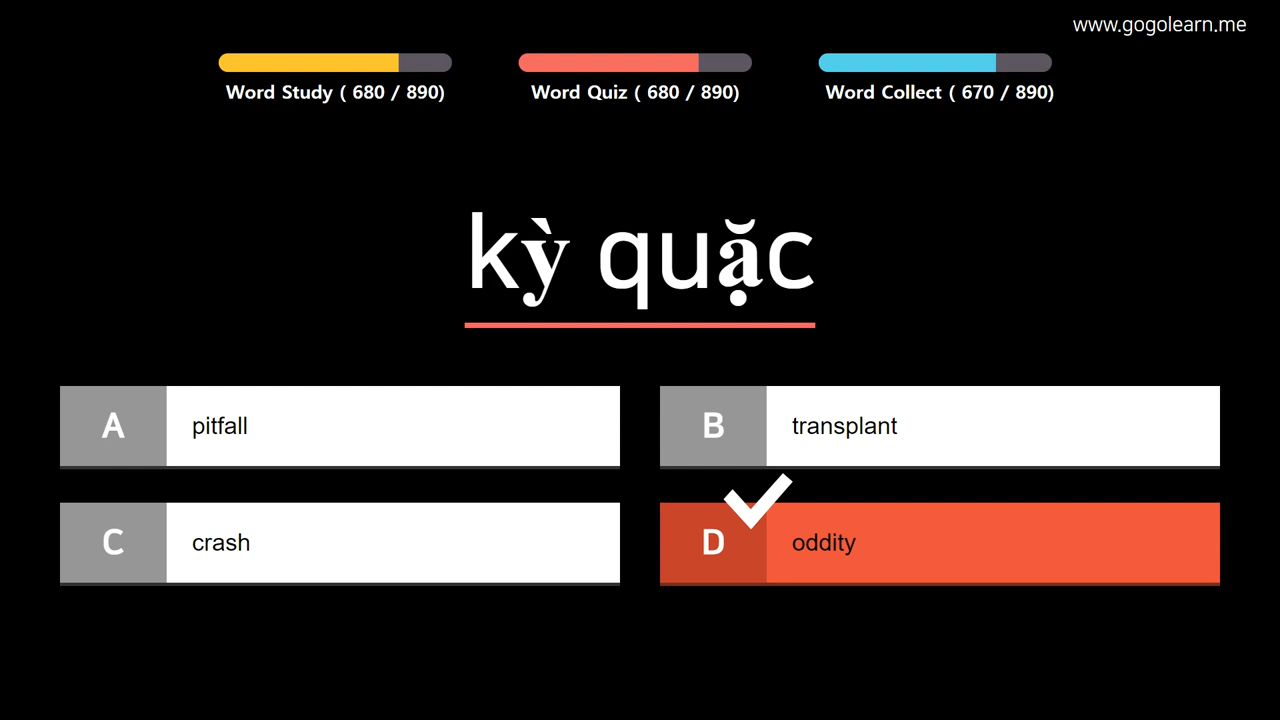 www.gogolearn.me
Word Study ( 680 / 890)
Word Quiz ( 680 / 890)
Word Collect ( 670 / 890)
kỳ quặc
A pitfall
B transplant
C crash
D oddity